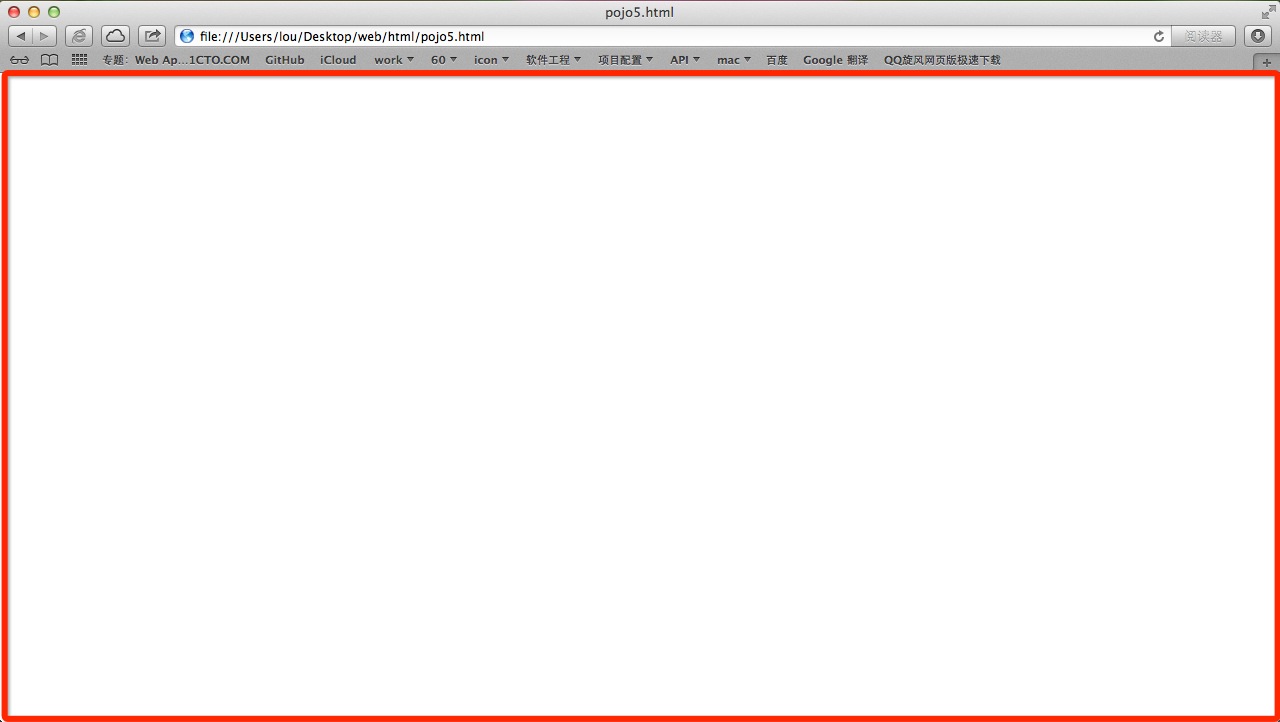 pojo5.html
file:///Users/lou/Desktop/web/html/pojo5.html 阅读器
专题：Web Ap...1CTO.COM GitHub iCloud work 60 icon 软件工程 项目配置 API mac 百度 Google 翻译 QQ旋风网页版极速下载